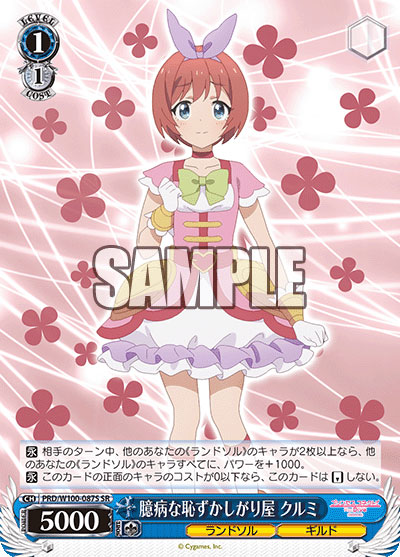 LEVEL
1
1
COST
SAMPLE
永 相手のターン中、他のあなたの《ランドソル》のキャラが2枚以上なら、他
のあなたの《ランドソル》のキャラすべてに、パワーを+1000。
永 このカードの正面のキャラのコストが0以下なら、このカードは しない。
CH PRD/W100-087S SR
5000
臆病な恥ずかしがり屋 クルミ
ランドソル
ギルド
© Cygames, Inc.